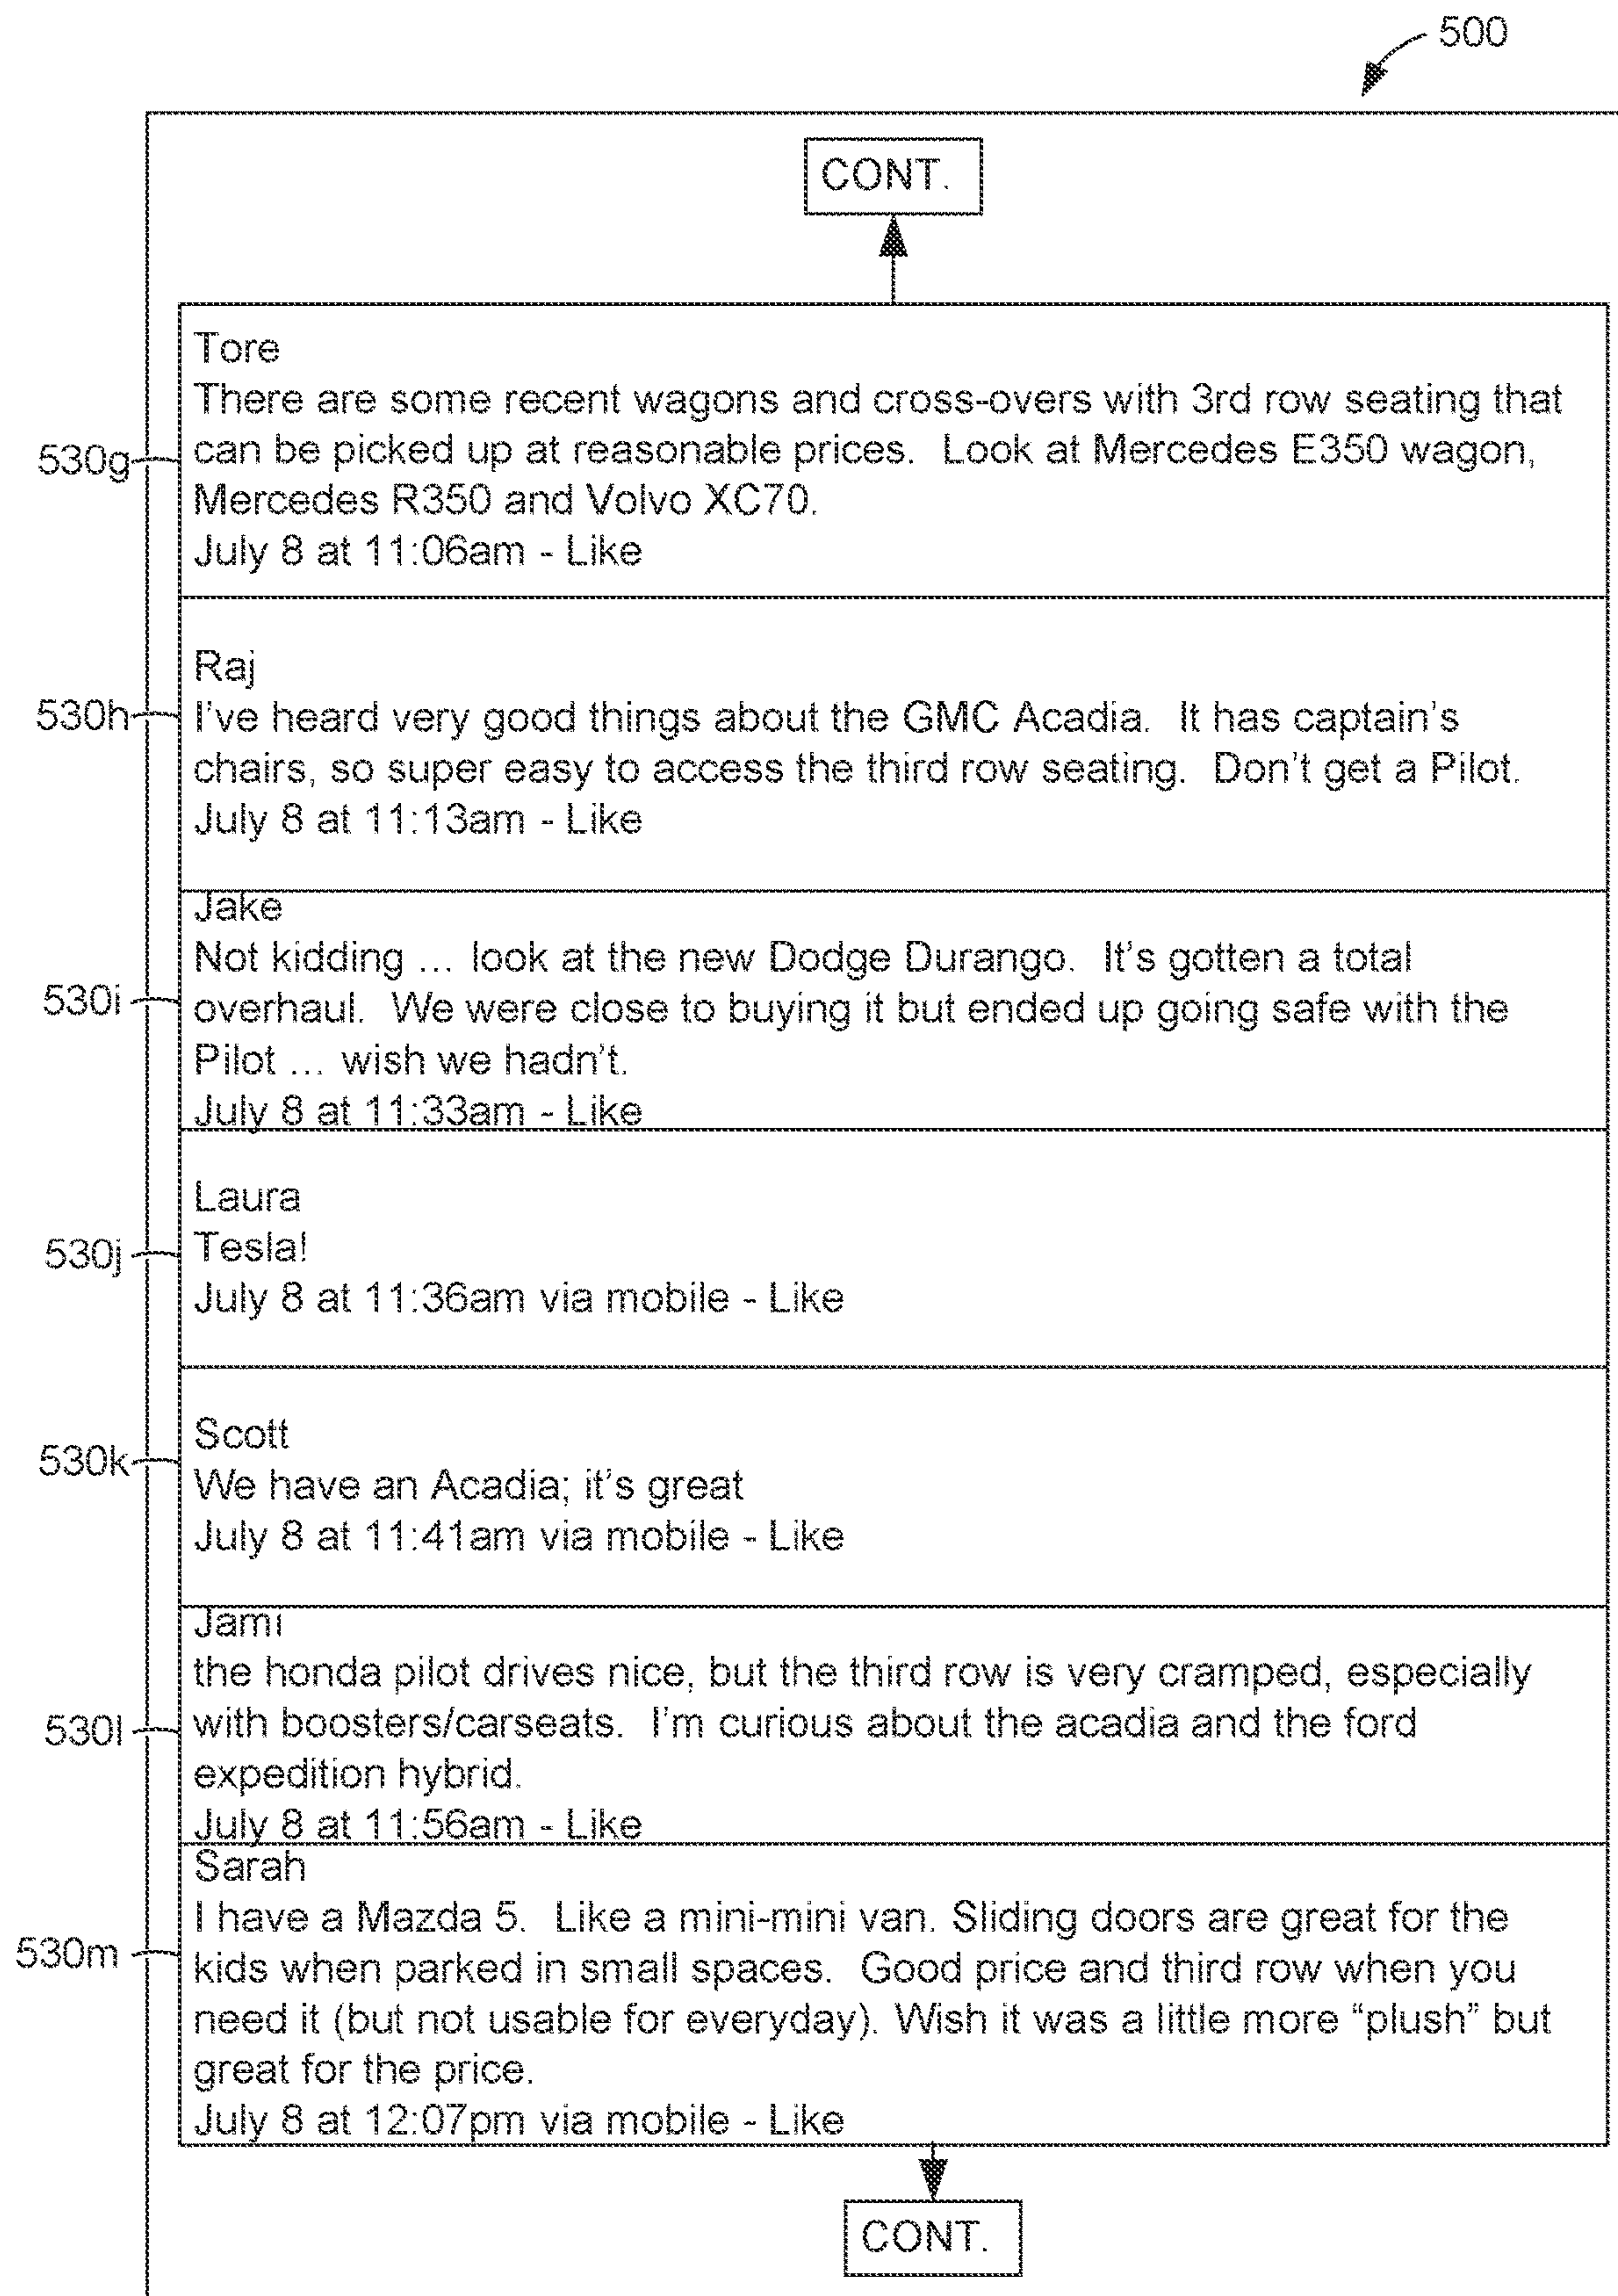 500
CONT.
Tore
There are some recent wagons and cross-overs with 3rd row seating that
530g
can be picked up at reasonable prices. Look at Mercedes E350 wagon,
Mercedes R350 and Volvo XC70.
July 8 at 11:06am - Like
Raj
530h
I've heard very good things about the GMC Acadia. It has captain's
chairs, so super easy to access the third row seating. Don't get a Pilot.
July 8 at 11:13am - Like
Jake
Not kidding ... look at the new Dodge Durango. It's gotten a total
530i
overhaul. We were close to buying it but ended up going safe with the
Pilot ... wish we hadn't.
July 8 at 11:33am - Like
Laura
530j
Tesla!
July 8 at 11:36am via mobile - Like
Scott
530k
We have an Acadia; it's great
July 8 at 11:41am via mobile - Like
Jami
the honda pilot drives nice, but the third row is very cramped, especially
530l
with boosters/carseats. I'm curious about the acadia and the ford
expedition hybrid.
July 8 at 11:56am - Like
Sarah
I have a Mazda 5. Like a mini-mini van. Sliding doors are great for the
530m
kids when parked in small spaces. Good price and third row when you
need it (but not usable for everyday). Wish it was a little more “plush” but
great for the price.
July 8 at 12:07pm via mobile - Like
CONT.